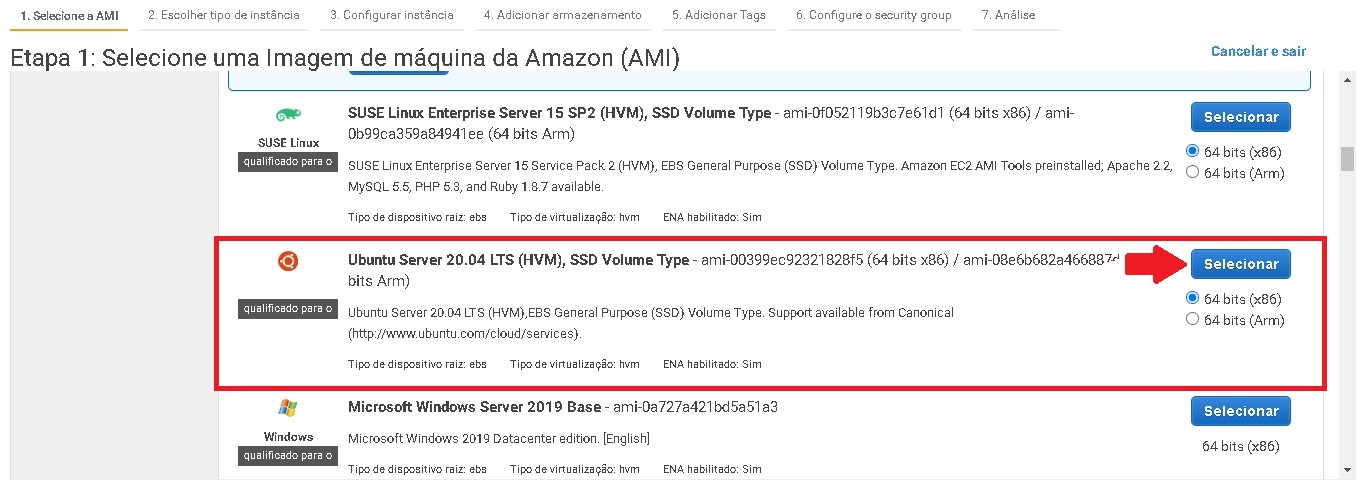 1. Selecione a AMI 2. Escolher tipo de instância 3. Configurar instância 4. Adicionar armazenamento 5. Adicionar Tags 6. Configure o security group 7. Análise
Etapa 1: Selecione uma Imagem de máquina da Amazon (AMI)
Cancelar e sair
SUSE Linux
qualificado para o
SUSE Linux Enterprise Server 15 SP2 (HVM), SSD Volume Type - ami-0f052119b3c7e61d1 (64 bits x86) / ami-
0b99ca359a84941ee (64 bits Arm)
SUSE Linux Enterprise Server 15 Service Pack 2 (HVM), EBS General Purpose (SSD) Volume Type. Amazon EC2 AMI Tools preinstalled; Apache 2.2,
MySQL 5.5, PHP 5.3, and Ruby 1.8.7 available.
Tipo de dispositivo raiz: ebs Tipo de virtualização: hvm ENA habilitado: Sim
Selecionar
64 bits (x86)
64 bits (Arm)
qualificado para o
Ubuntu Server 20.04 LTS (HVM), SSD Volume Type - ami-00399ec92321828f5 (64 bits x86) /
bits Arm)
Ubuntu Server 20.04 LTS (HVM),EBS General Purpose (SSD) Volume Type. Support available from Canonical
(http://www.ubuntu.com/cloud/services).
Tipo de dispositivo raiz: ebs Tipo de virtualização: hvm ENA habilitado: Sim
Selecionar
64 bits (x86)
64 bits (Arm)
Windows
qualificado para o
Microsoft Windows Server 2019 Base - ami-0a727a421bd5a51a3
Microsoft Windows 2019 Datacenter edition. [English]
Tipo de dispositivo raiz: ebs Tipo de virtualização: hvm ENA habilitado: Sim
Selecionar
64 bits (x86)